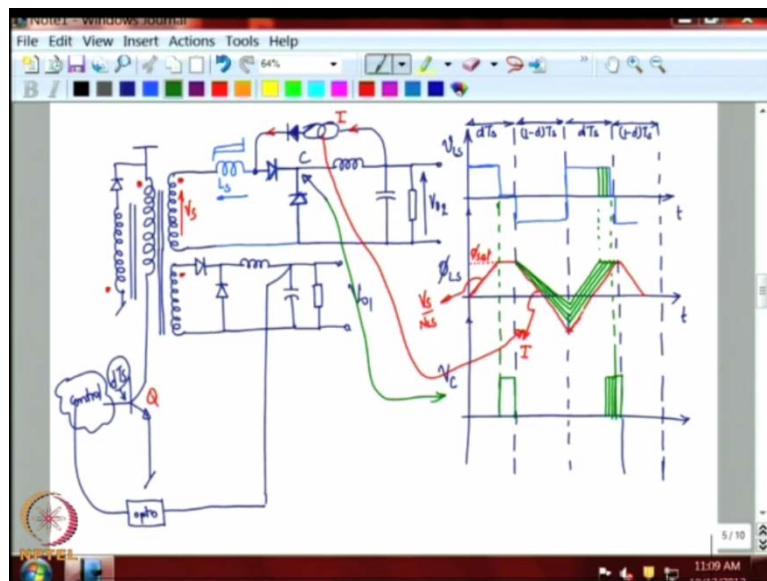 Note1 - Windows Journal
File Edit View Insert Actions Tools Help
64%
B I
I
C
Ls
Vs
Vo2
Vo1
control
dTs
Q
opto
dTs (1-d)Ts dTs (1-d)Ts
VLS
t
φsat
φLS
Vs
t
I
Vc
NPTEL
5 / 10
11:09 AM